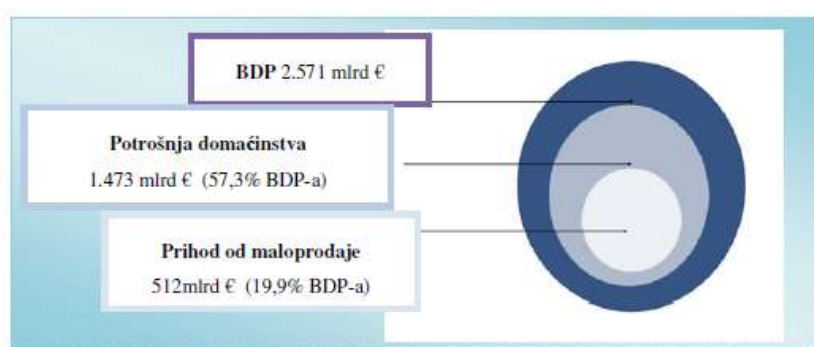 BDP 2.571 mlrd €
Potrošnja domaćinstva
1.473 mlrd € (57,3% BDP-a)
Prihod od maloprodaje
512mlrd € (19,9% BDP-a)